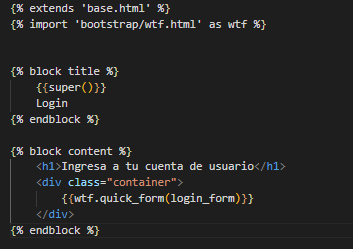 {% extends 'base.html' %}
{% import 'bootstrap/wtf.html' as wtf %}
{% block title %}
{{super()}}
Login
{% endblock %}
{% block content %}
<h1>Ingresa a tu cuenta de usuario</h1>
<div class="container">
{{wtf.quick_form(login_form)}}
</div>
{% endblock %}